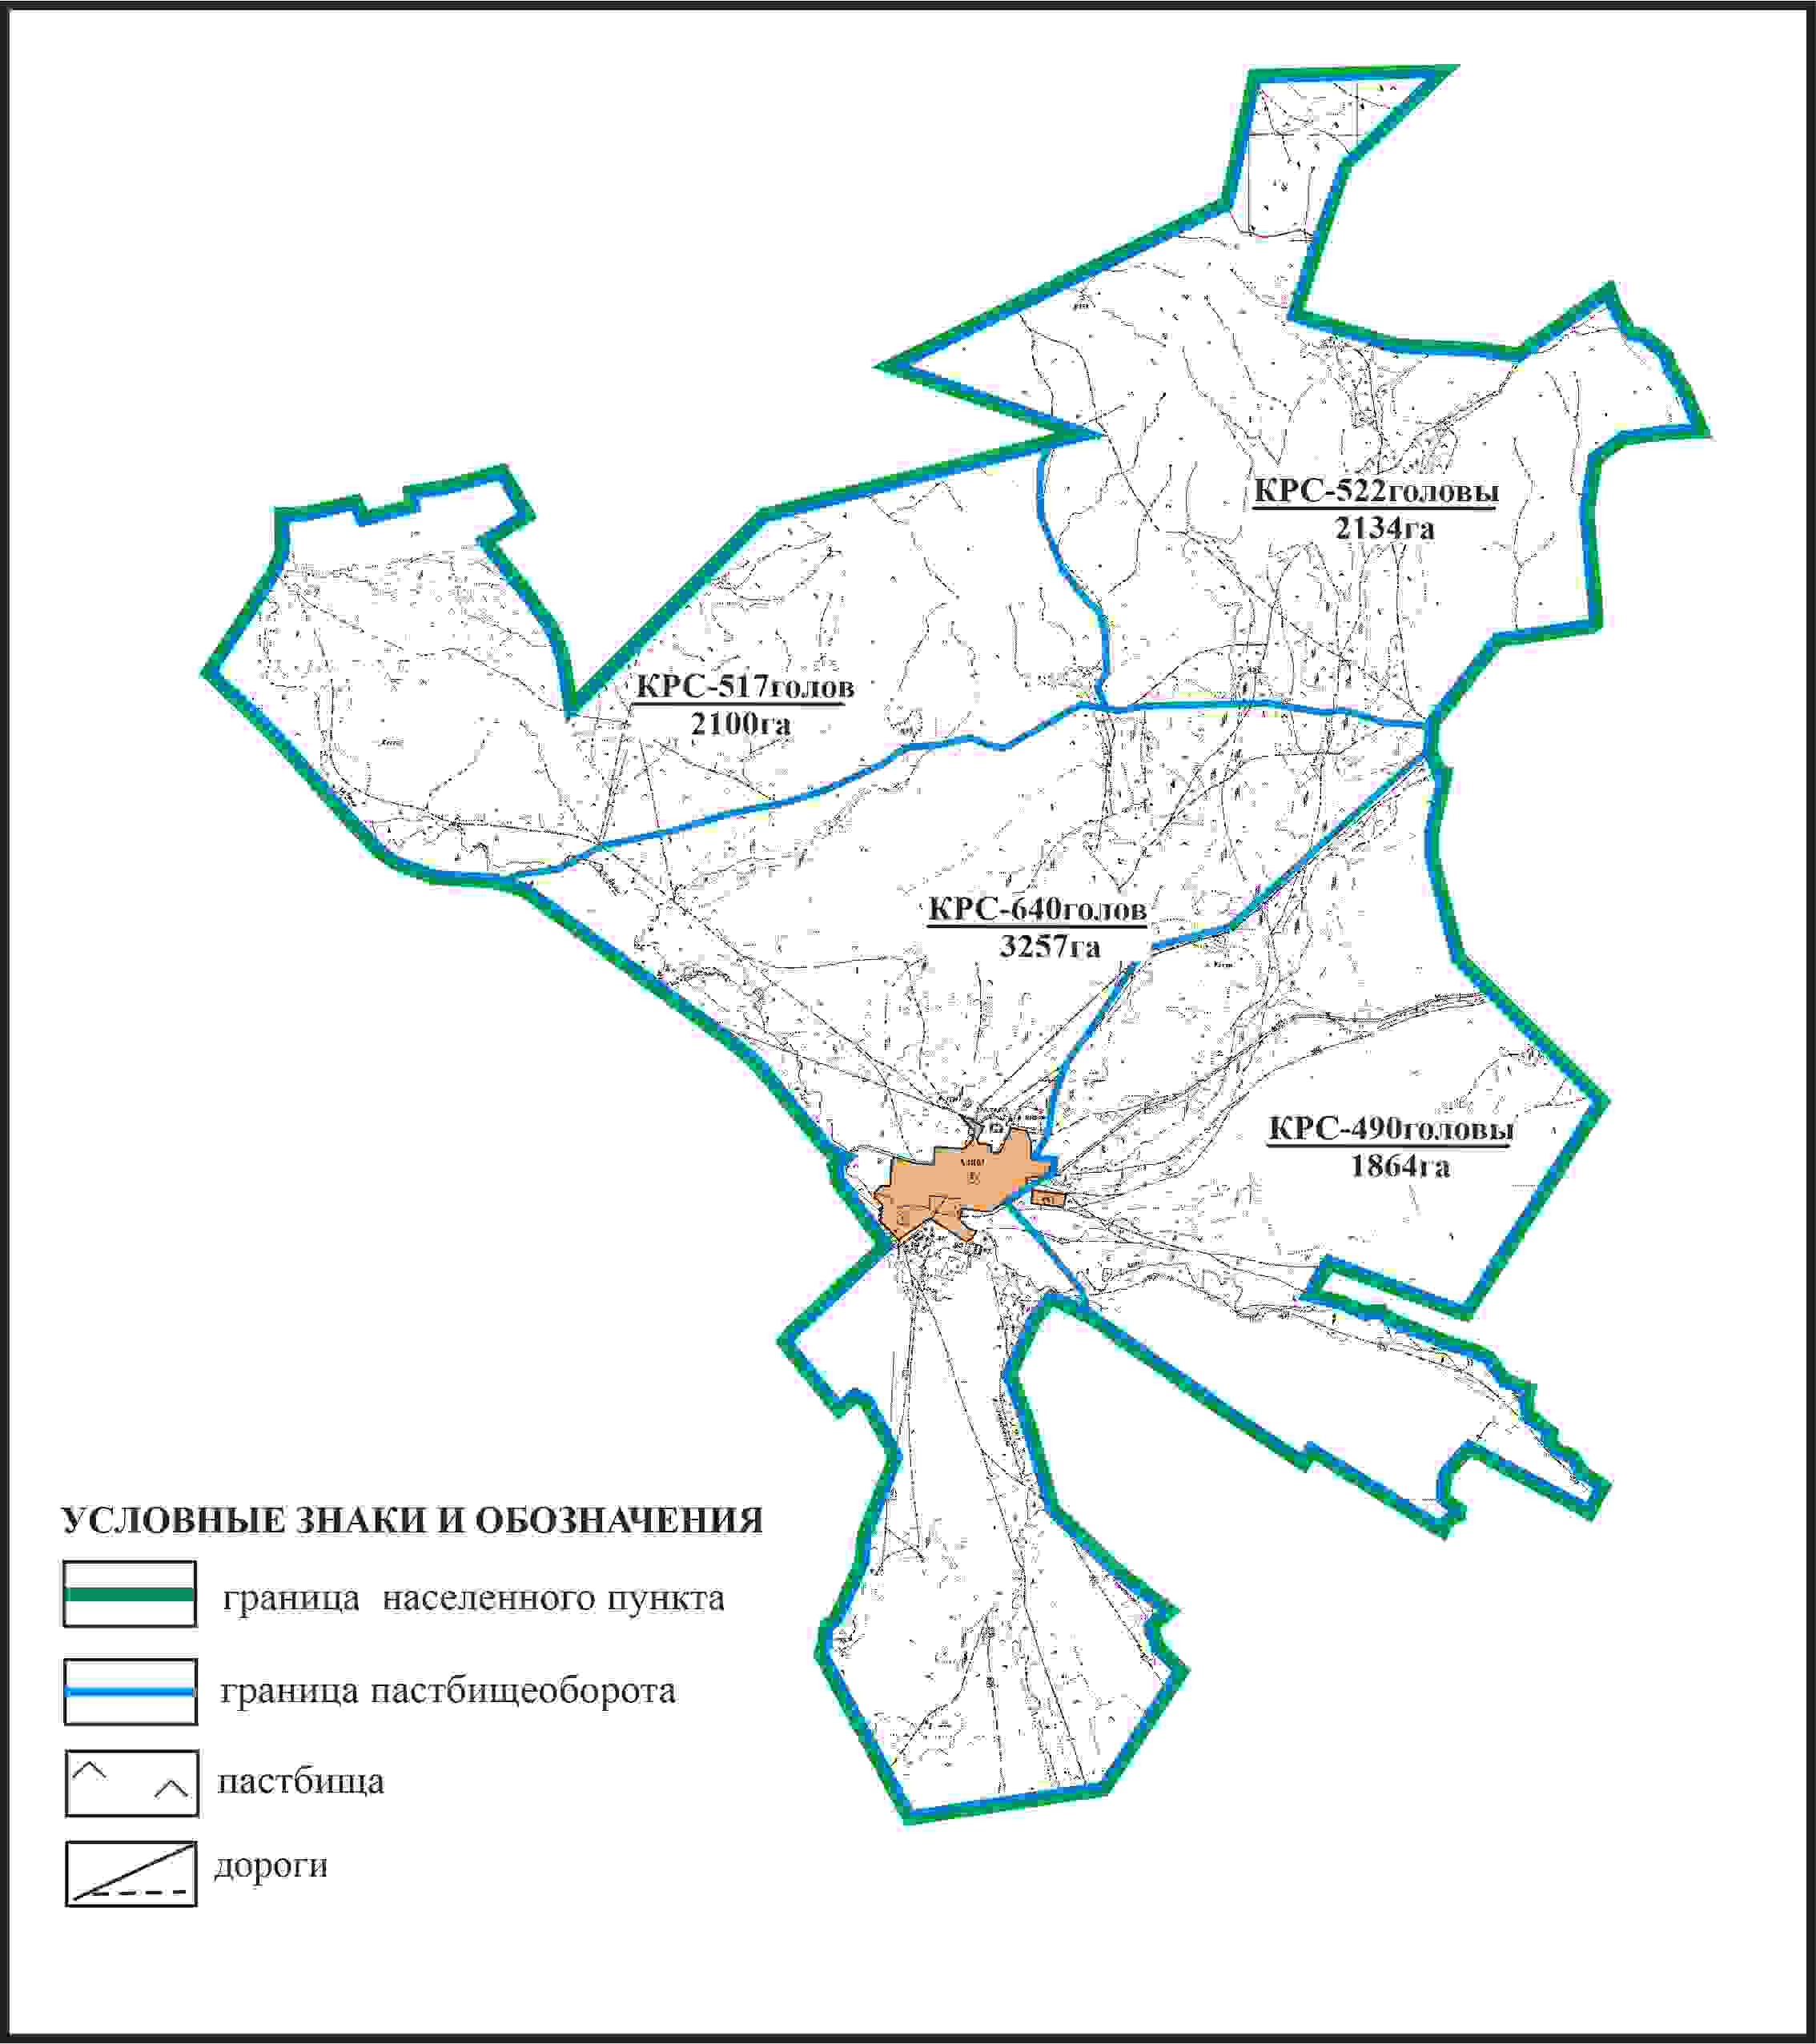 КРС-522головы
2134га
КРС-517голов
2100га
КРС-640голов
3257га
КРС-490головы
1864га
УСЛОВНЫЕ ЗНАКИ И ОБОЗНАЧЕНИЯ
граница населенного пункта
граница пастбищеоборота
пастбища
дороги